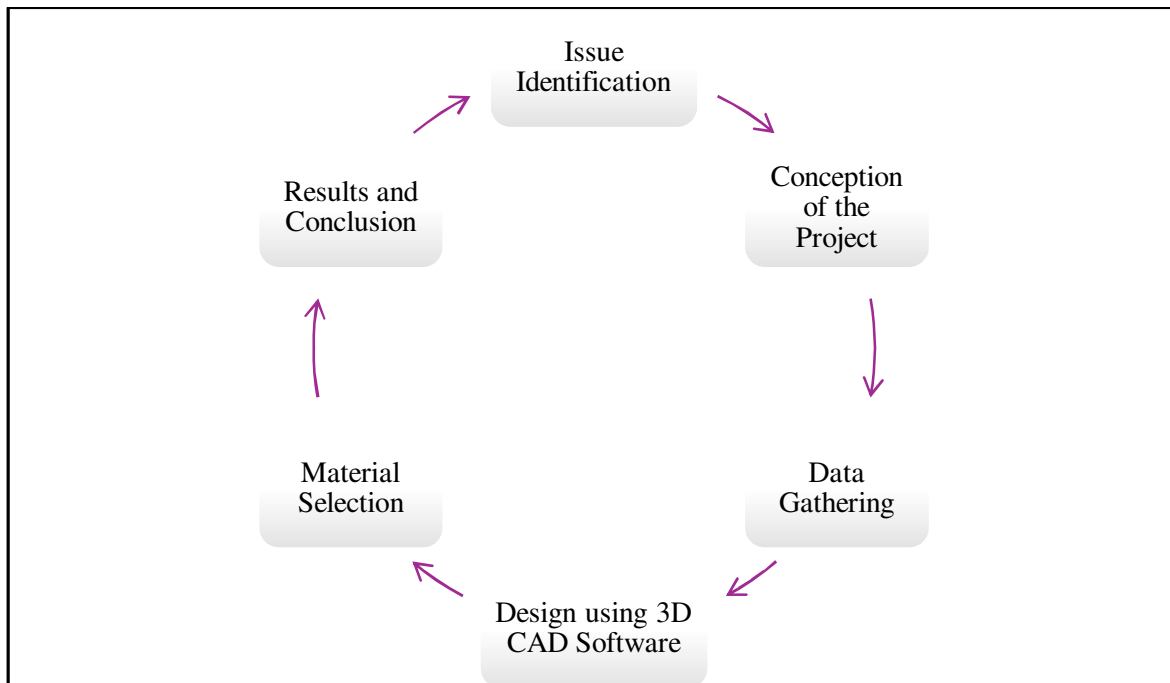 Issue
Identification
Conception
of the
Project
Data
Gathering
Design using 3D
CAD Software
Material
Selection
Results and
Conclusion